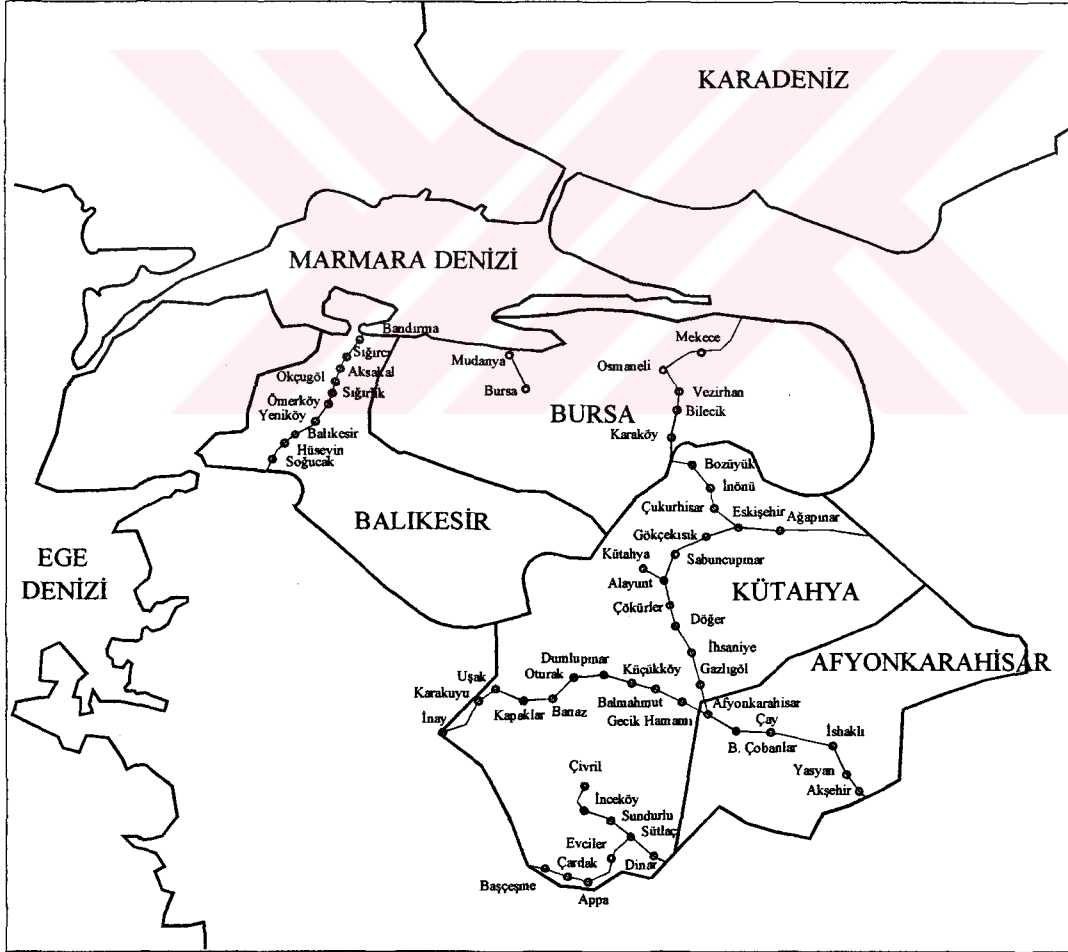 KARADENİZ
MARMARA DENİZİ
Bandırma
Sığırcı
Aksakal
Okçugöl
Sığırlık
Ömerköy
Yeniköy
Balıkesir
Hüseyin
Soğucak
Mudanya
Bursa
Mekece
Osmaneli
Vezirhan
Bilecik
BURSA
Karaköy
Bozüyük
İnönü
Çukurhisar
Eskişehir
Ağapınar
BALIKESİR
Gökçekısık
EGE
DENİZİ
Kütahya
Sabuncupınar
Alayunt
KÜTAHYA
Çökürler
Döğer
İhsaniye
AFYONKARAHİSAR
Gazlıgöl
Dumlupınar
Küçükköy
Oturak
Uşak
Karakuyu
İnay
Kapaklar
Banaz
Balmahmut
Gecik Hamamı
Afyonkarahisar
Çay
B. Çobanlar
İshaklı
Yasyan
Akşehir
Çivril
İnceköy
Sundurlu
Sütlaç
Evciler
Çardak
Dinar
Başçeşme
Appa